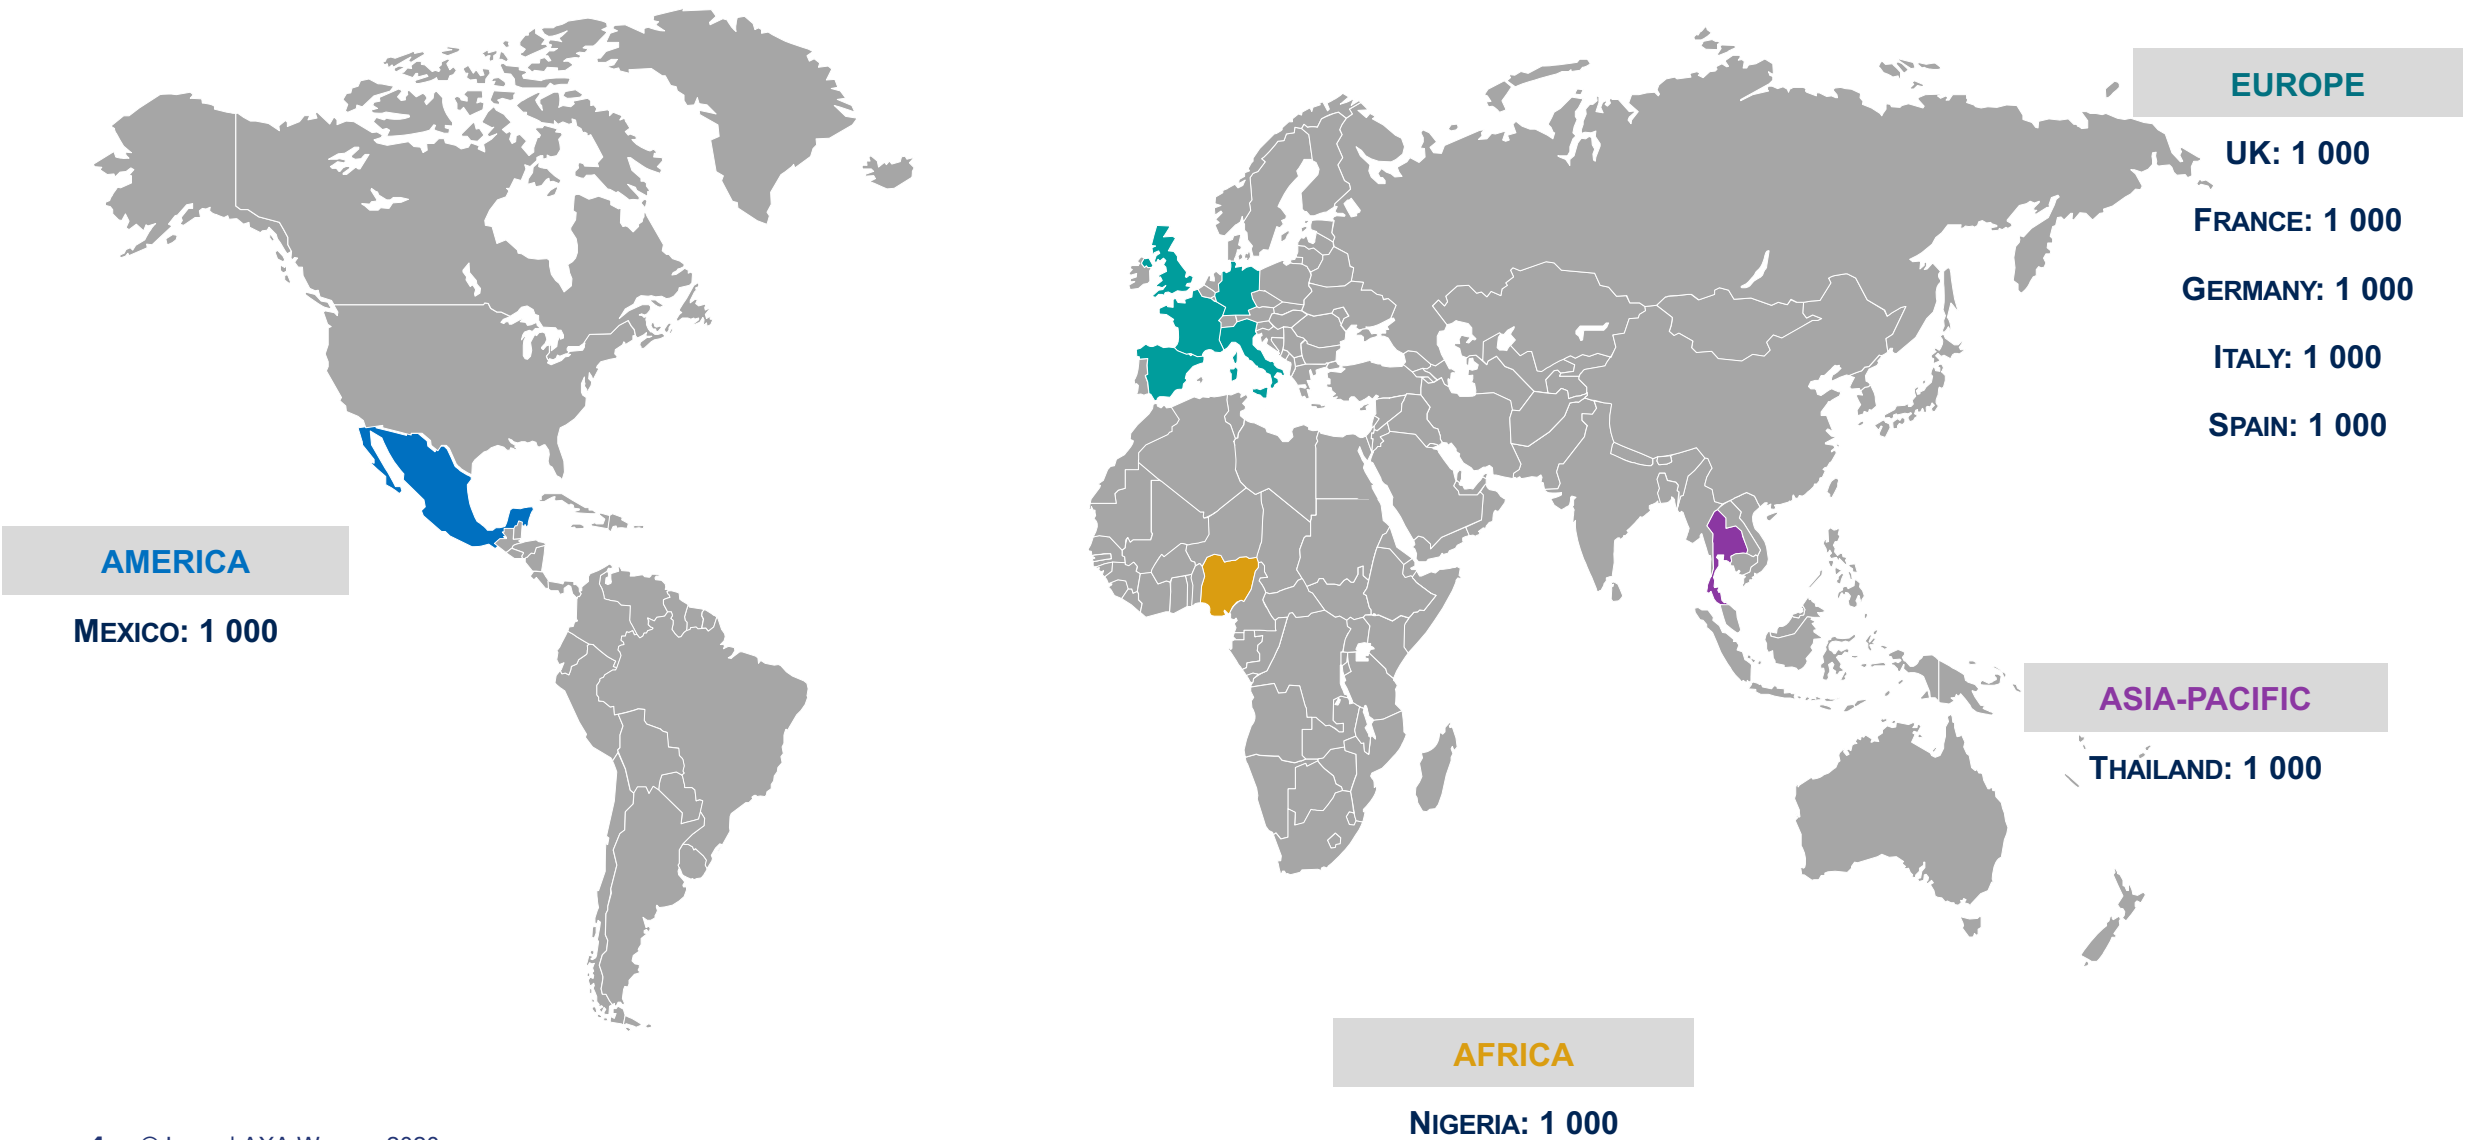 EUROPE
UK: 1 000
FRANCE: 1 000
GERMANY: 1 000
ITALY: 1 000
SPAIN: 1 000
AMERICA
MEXICO: 1 000
ASIA-PACIFIC
THAILAND: 1 000
AFRICA
NIGERIA: 1 000